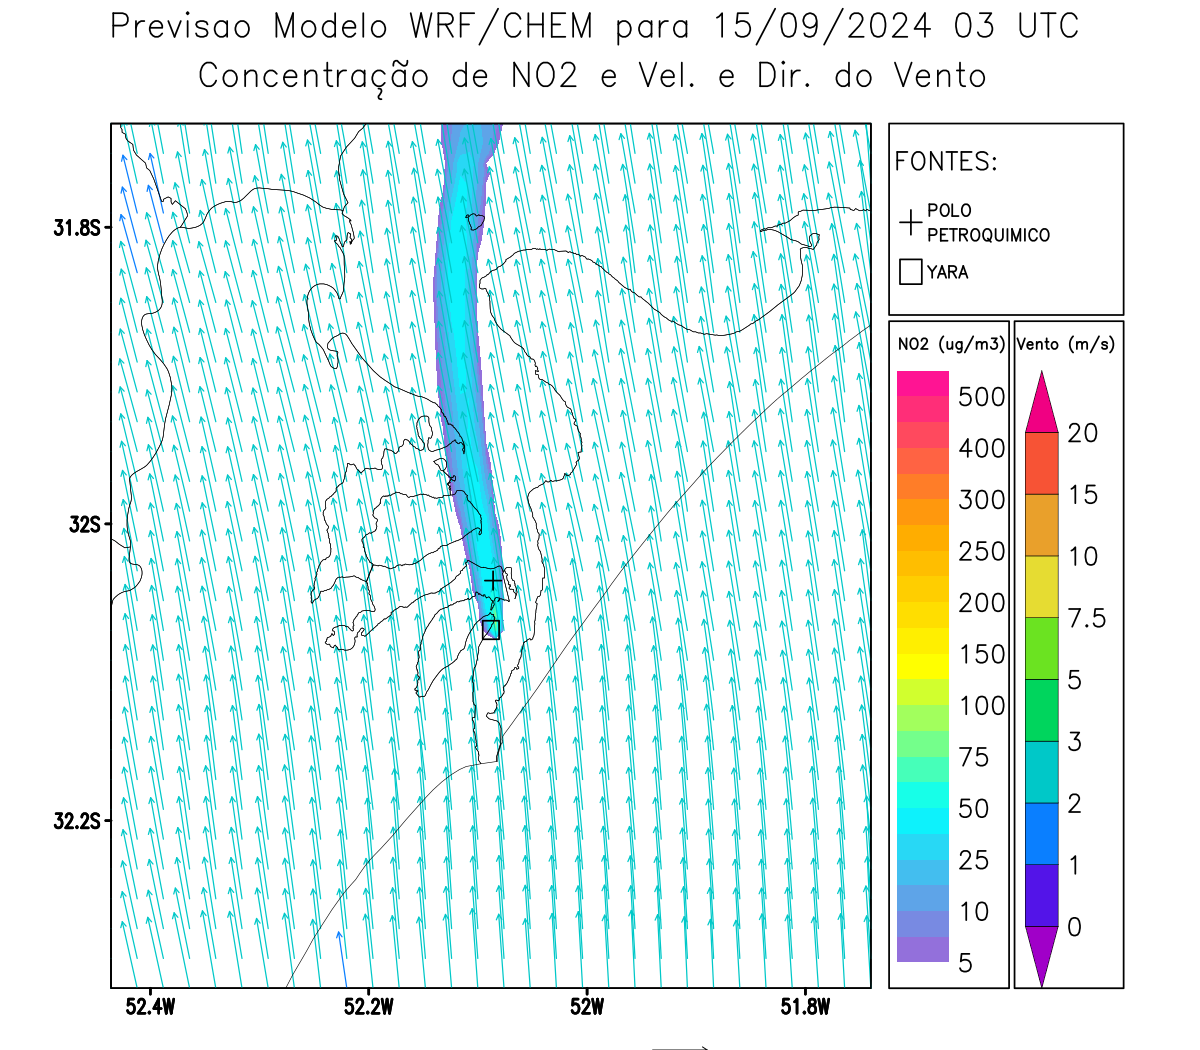 Previsao Modelo WRF/CHEM para 15/09/2024 03 UTC
Concentração de NO2 e Vel. e Dir. do Vento
FONTES:
POLO
PETROQUIMICO
YARA
NO2 (ug/m3)
500
400
300
250
200
150
100
75
50
25
10
5
Vento (m/s)
20
15
10
7.5
5
3
2
1
0
31.8S
32S
32.2S
52.4W
52.2W
52W
51.8W